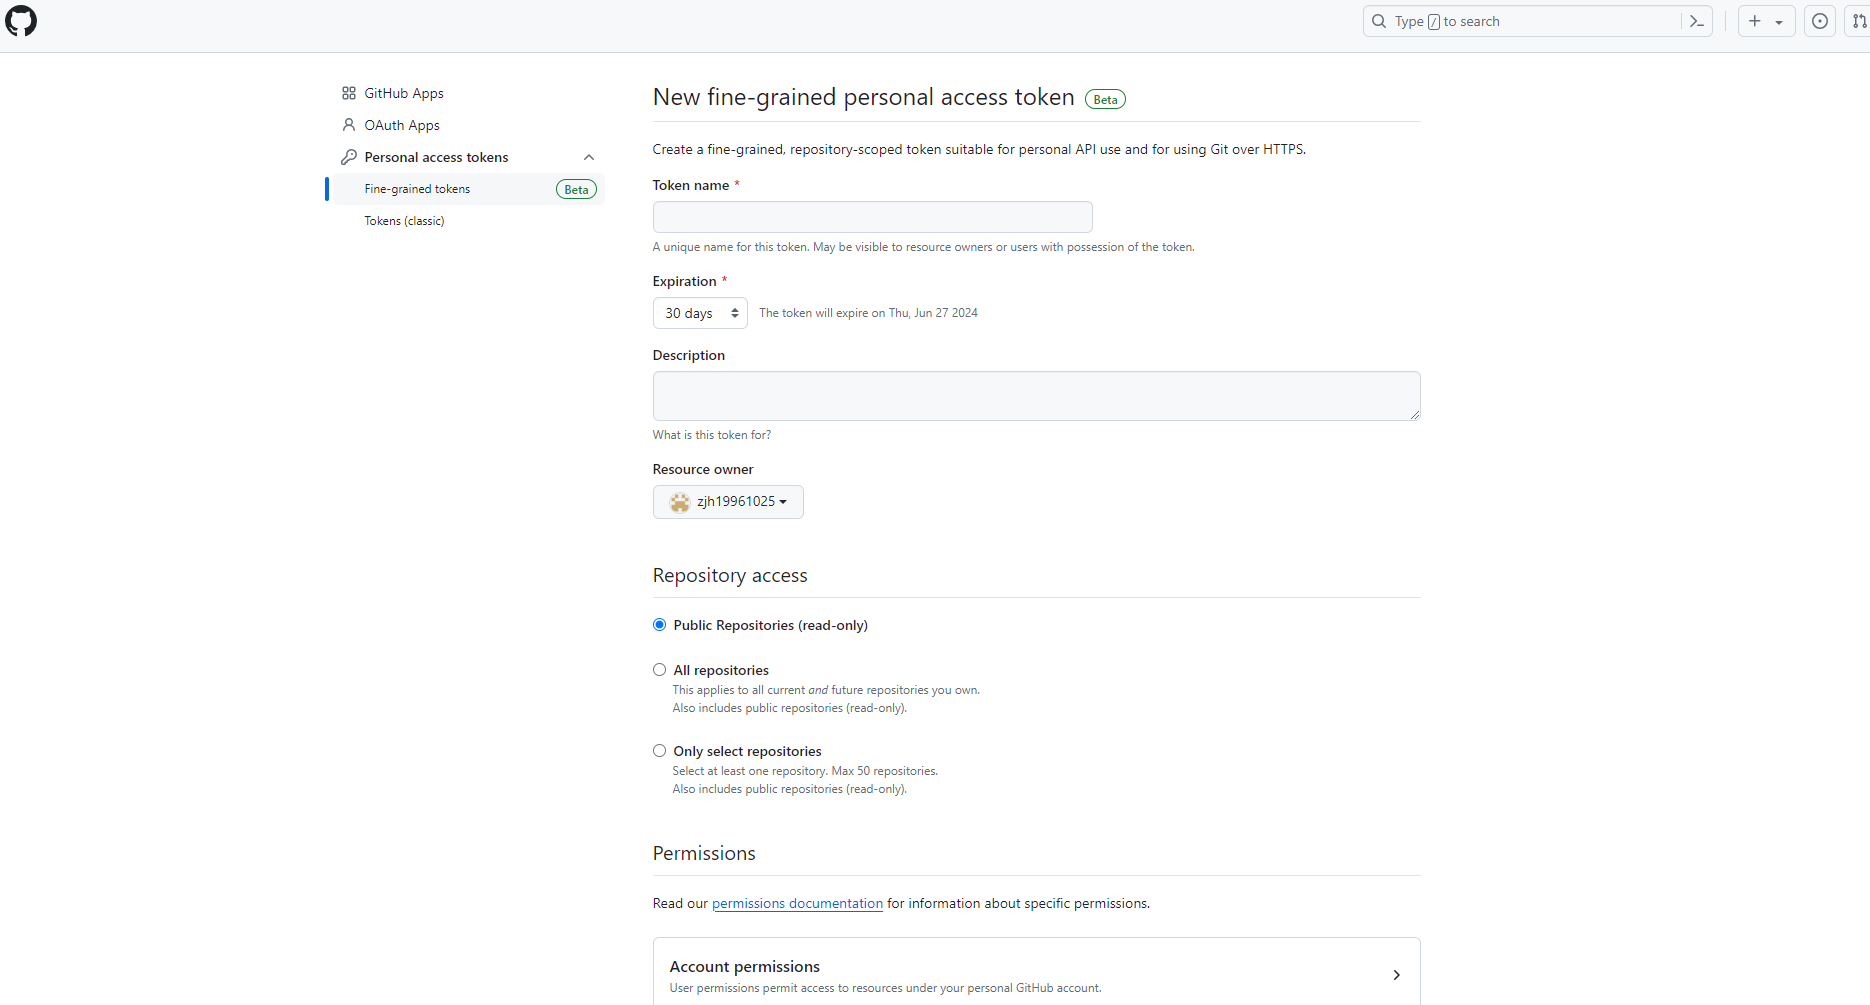 Type / to search
GitHub Apps
OAuth Apps
Personal access tokens
Fine-grained tokens Beta
Tokens (classic)
New fine-grained personal access token Beta
Create a fine-grained, repository-scoped token suitable for personal API use and for using Git over HTTPS.
Token name *
A unique name for this token. May be visible to resource owners or users with possession of the token.
Expiration *
30 days The token will expire on Thu, Jun 27 2024
Description
What is this token for?
Resource owner
zjh19961025
Repository access
Public Repositories (read-only)
All repositories
This applies to all current and future repositories you own.
Also includes public repositories (read-only).
Only select repositories
Select at least one repository. Max 50 repositories.
Also includes public repositories (read-only).
Permissions
Read our permissions documentation for information about specific permissions.
Account permissions
User permissions permit access to resources under your personal GitHub account.